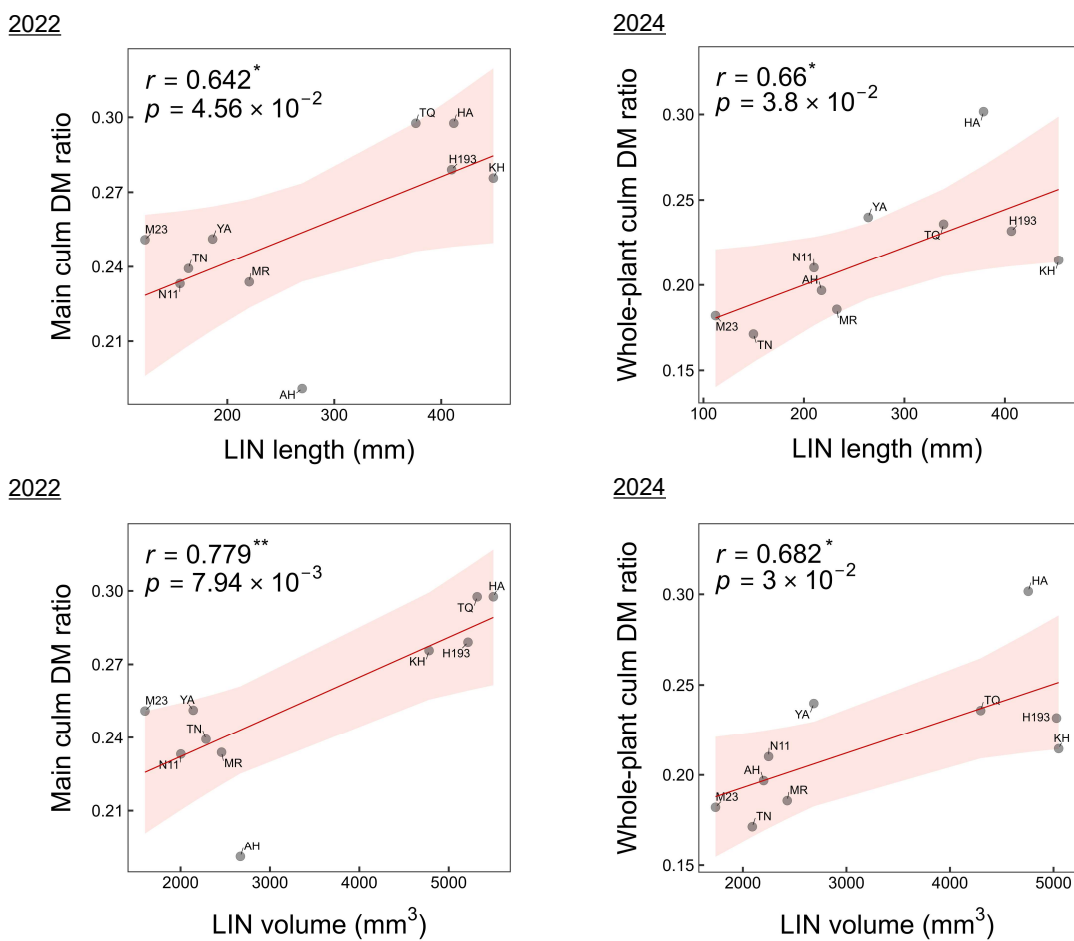 2022
r = 0.642*
p = 4.56 × 10⁻²
Main culm DM ratio
0.30
0.27
0.24
0.21
M23
TN
YA
N11
MR
AH
TQ
HA
H193
KH
200
300
400
LIN length (mm)
2024
r = 0.66*
p = 3.8 × 10⁻²
Whole-plant culm DM ratio
0.30
0.25
0.20
0.15
HA
YA
N11
AH
TQ
H193
KH
M23
MR
TN
100
200
300
400
LIN length (mm)
2022
r = 0.779**
p = 7.94 × 10⁻³
Main culm DM ratio
0.30
0.27
0.24
0.21
HA
TQ
KH
H193
M23
YA
TN
N11
MR
AH
2000
3000
4000
5000
LIN volume (mm³)
2024
r = 0.682*
p = 3 × 10⁻²
Whole-plant culm DM ratio
0.30
0.25
0.20
0.15
HA
YA
TQ
H193
KH
N11
AH
M23
MR
TN
2000
3000
4000
5000
LIN volume (mm³)